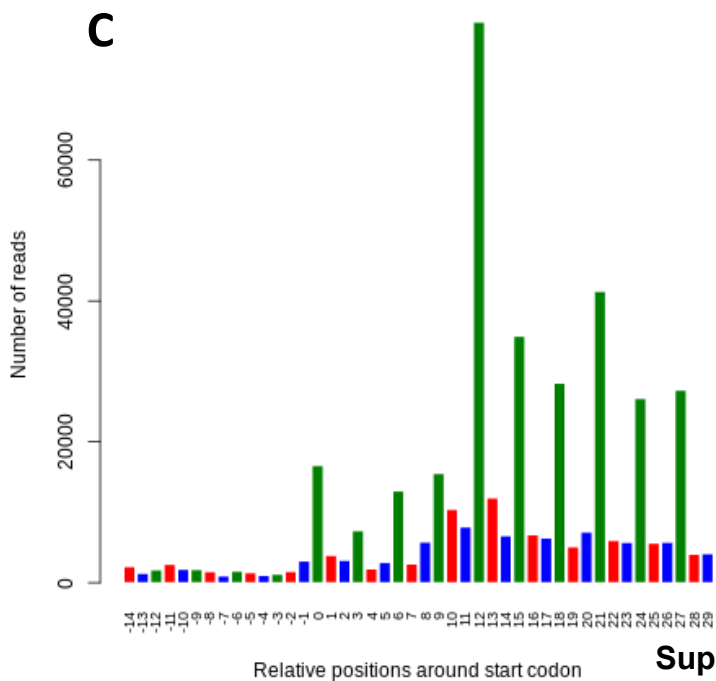 C
Number of reads
60000
40000
20000
0
-14 -13 -12 -11 -10 -9 -8 -7 -6 -5 -4 -3 -2 -1 0 1 2 3 4 5 6 7 8 9 10 11 12 13 14 15 16 17 18 19 20 21 22 23 24 25 26 27 28 29
Relative positions around start codon
Sup